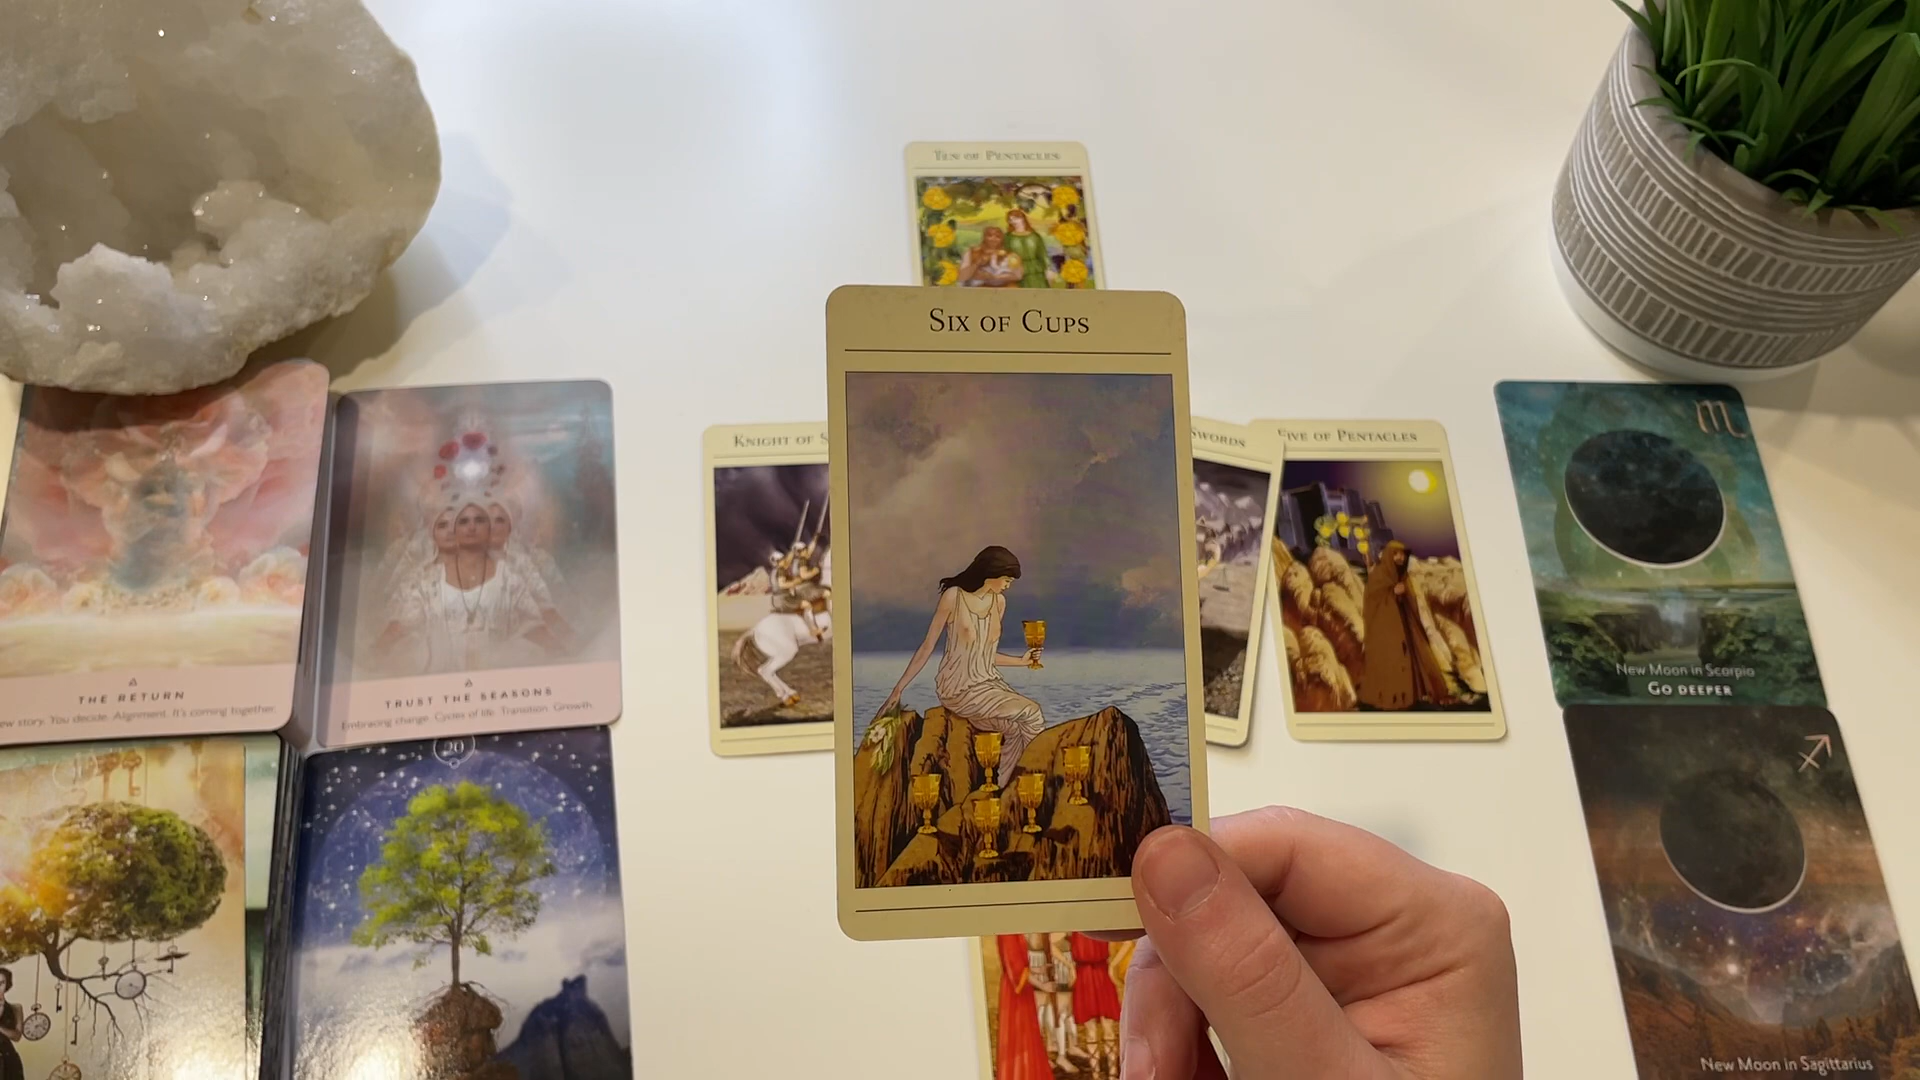 TEN OF PENTACLES
SIX OF CUPS
KNIGHT OF
SWORDS
FIVE OF PENTACLES
THE RETURN
ew story. You decide. Alignment. It's coming together.
TRUST THE SEASONS
Embracing change. Cycles of life. Transition. Growth.
20
New Moon in Scorpio
GO DEEPER
New Moon in Sagittarius